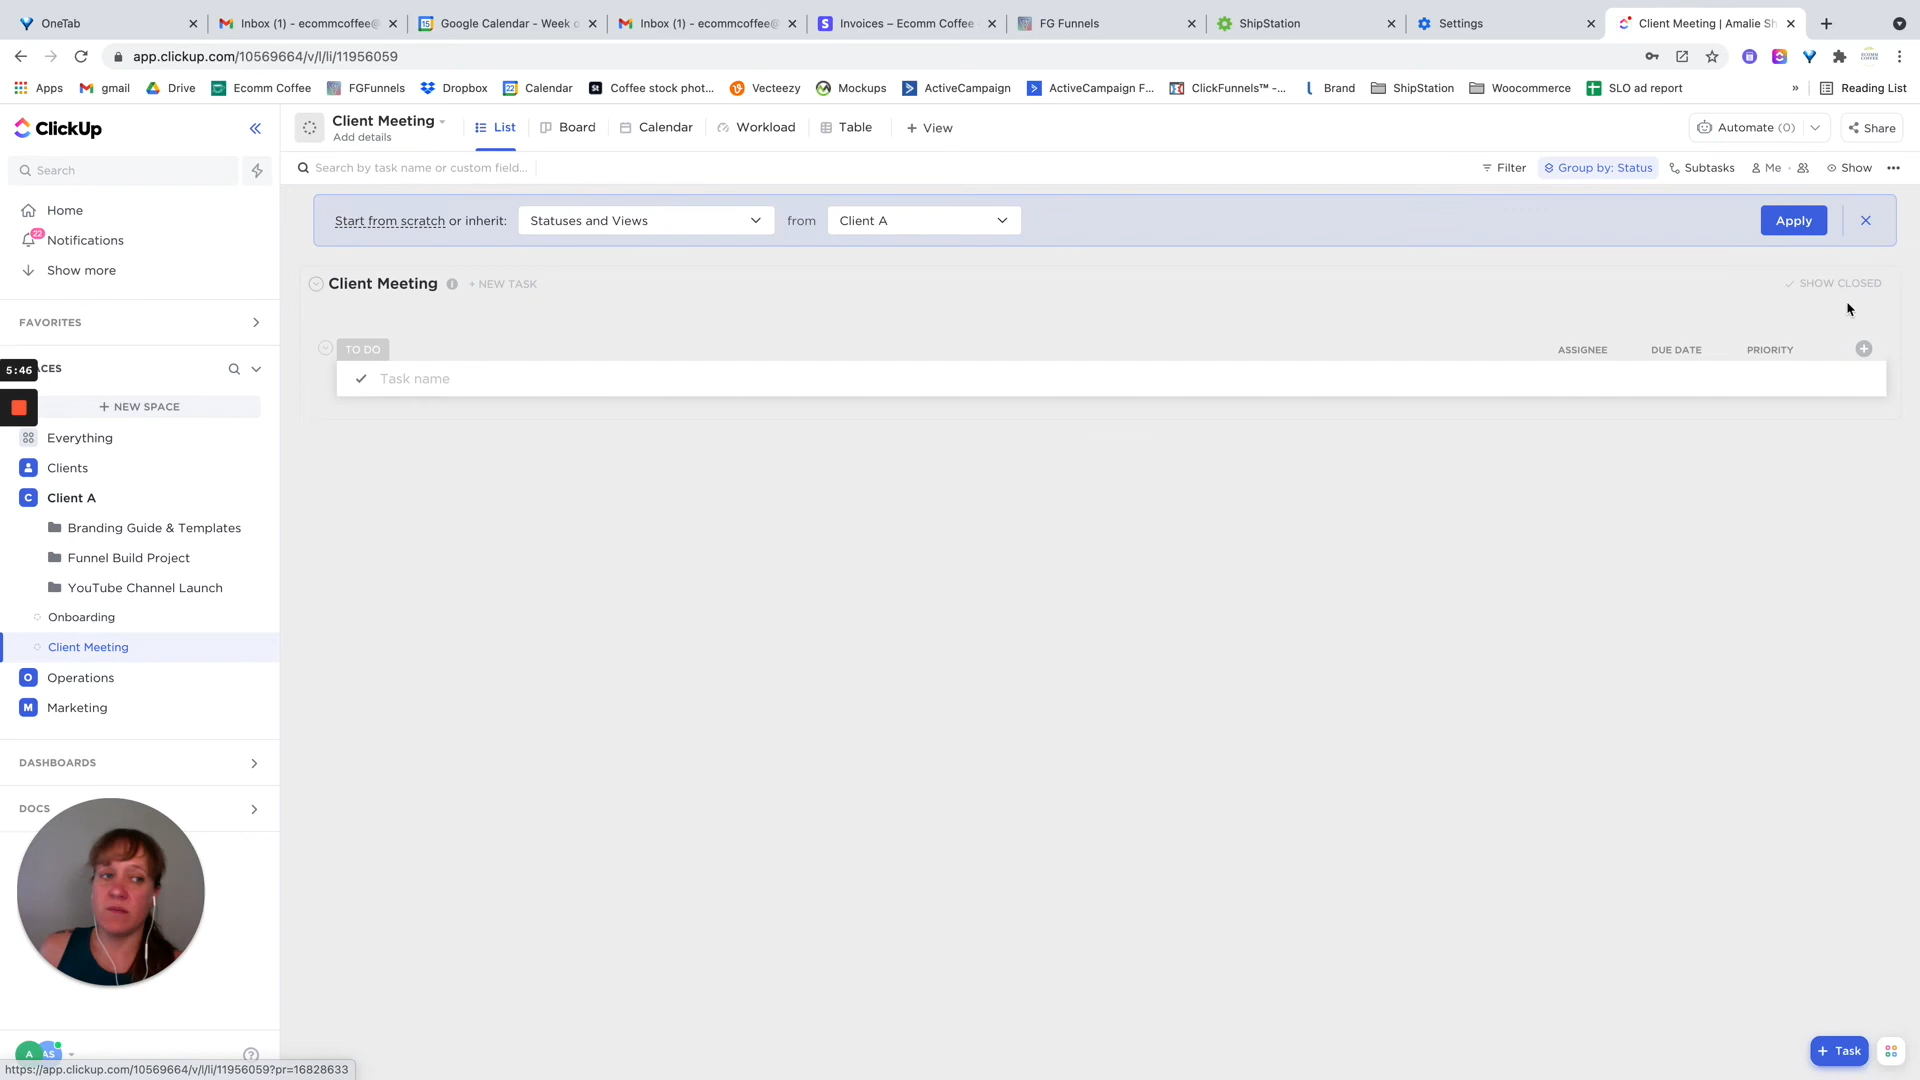 OneTab
Inbox (1) - ecommcoffee@
Google Calendar - Week o
Inbox (1) - ecommcoffee@
Invoices – Ecomm Coffee
FG Funnels
ShipStation
Settings
Client Meeting | Amalie Sh
app.clickup.com/10569664/v/l/li/11956059
Apps
gmail
Drive
Ecomm Coffee
FGFunnels
Dropbox
Calendar
Coffee stock phot...
Vecteezy
Mockups
ActiveCampaign
ActiveCampaign F...
ClickFunnels™ -...
Brand
ShipStation
Woocommerce
SLO ad report
»
Reading List
ClickUp
Client Meeting
Add details
List
Board
Calendar
Workload
Table
+ View
Automate (0)
Share
Search
Search by task name or custom field...
Filter
Group by: Status
Subtasks
Me
Show
Start from scratch or inherit:
Statuses and Views
from
Client A
Apply
Home
22
Notifications
Show more
Client Meeting
+ NEW TASK
SHOW CLOSED
FAVORITES
TO DO
ASSIGNEE
DUE DATE
PRIORITY
Task name
5:46
CES
+ NEW SPACE
Everything
Clients
C
Client A
Branding Guide & Templates
Funnel Build Project
YouTube Channel Launch
Onboarding
Client Meeting
O
Operations
M
Marketing
DASHBOARDS
DOCS
A
AS
?
+ Task
https://app.clickup.com/10569664/v/l/li/11956059?pr=16828633